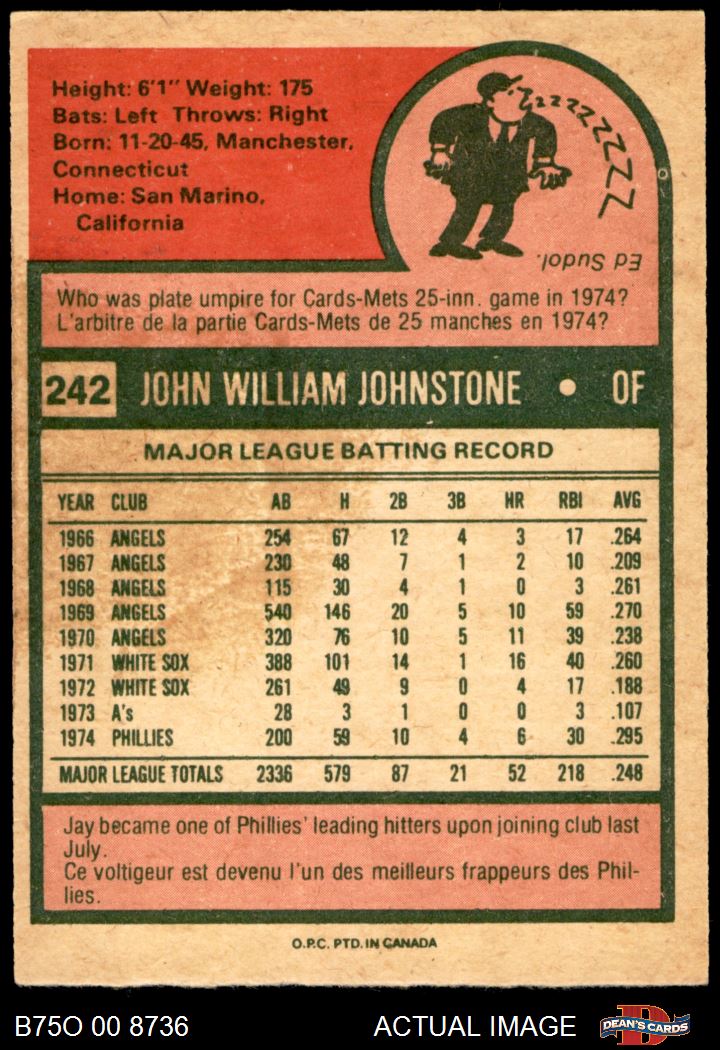 Height: 6'1" Weight: 175
Bats: Left Throws: Right
Born: 11-20-45, Manchester,
Connecticut
Home: San Marino,
California
ZZZZZZZZZ
Ed Sudol.
Who was plate umpire for Cards-Mets 25-inn. game in 1974?
L'arbitre de la partie Cards-Mets de 25 manches en 1974?
242 JOHN WILLIAM JOHNSTONE • OF
MAJOR LEAGUE BATTING RECORD
YEAR CLUB AB H 2B 3B HR RBI AVG
1966 ANGELS 254 67 12 4 3 17 .264
1967 ANGELS 230 48 7 1 2 10 .209
1968 ANGELS 115 30 4 1 0 3 .261
1969 ANGELS 540 146 20 5 10 59 .270
1970 ANGELS 320 76 10 5 11 39 .238
1971 WHITE SOX 388 101 14 1 16 40 .260
1972 WHITE SOX 261 49 9 0 4 17 .188
1973 A's 28 3 1 0 0 3 .107
1974 PHILLIES 200 59 10 4 6 30 .295
MAJOR LEAGUE TOTALS 2336 579 87 21 52 218 .248
Jay became one of Phillies' leading hitters upon joining club last
July.
Ce voltigeur est devenu l'un des meilleurs frappeurs des Phil-
lies.
O.P.C. PTD. IN CANADA
B75O 00 8736 ACTUAL IMAGE DEAN'S CARDS